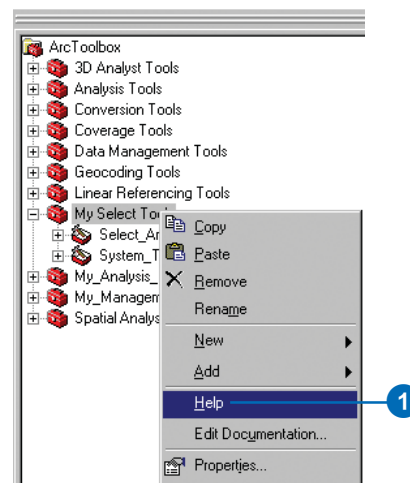 ArcToolbox
3D Analyst Tools
Analysis Tools
Conversion Tools
Coverage Tools
Data Management Tools
Geocoding Tools
Linear Referencing Tools
My Select Too
Select_Ar
System_T
My_Analysis_
My_Managem
Spatial Analys
Copy
Paste
Remove
Rename
New
Add
Help
1
Edit Documentation...
Properties...